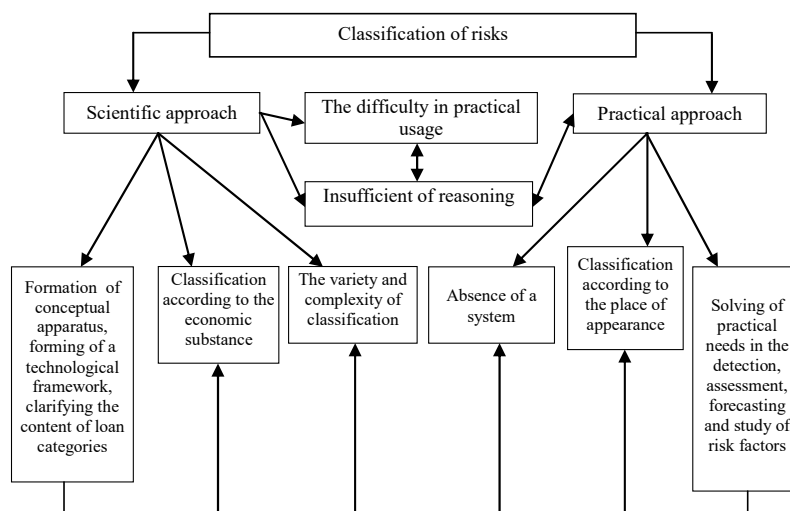 Classification of risks
Scientific approach
The difficulty in practical
usage
Practical approach
Insufficient of reasoning
Formation of
conceptual
apparatus,
forming of a
technological
framework,
clarifying the
content of loan
categories
Classification
according to the
economic
substance
The variety and
complexity of
classification
Absence of a
system
Classification
according to
the place of
appearance
Solving of
practical
needs in the
detection,
assessment,
forecasting
and study of
risk factors